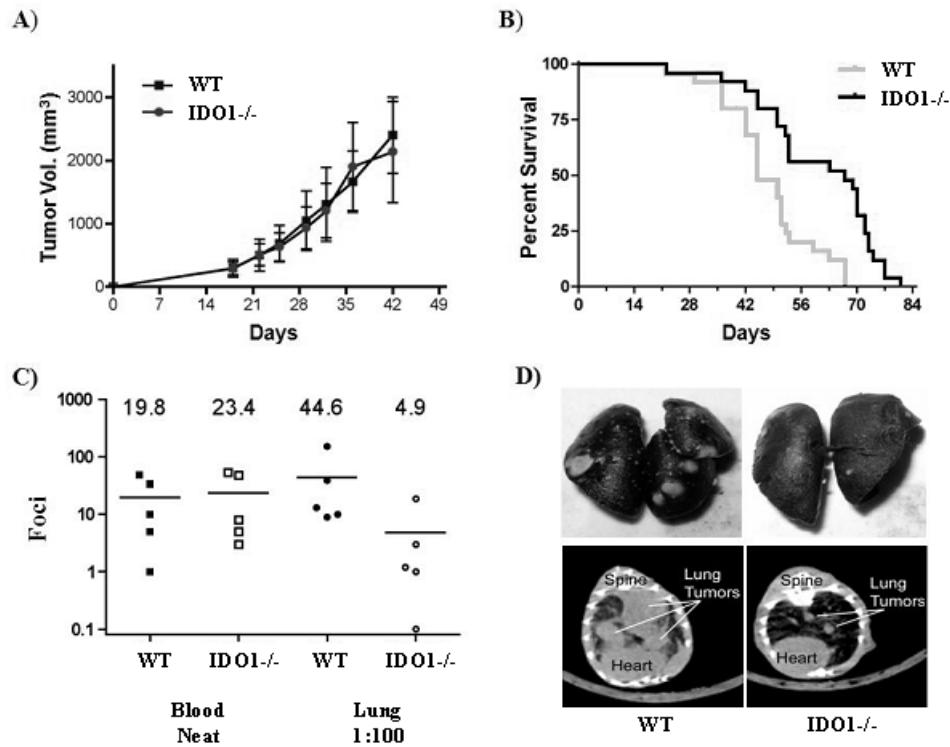 A)
WT
IDO1-/-
Tumor Vol. (mm³)
3000
2000
1000
0
0 7 14 21 28 35 42 49
Days
B)
WT
IDO1-/-
Percent Survival
100
75
50
25
0
0 14 28 42 56 70 84
Days
C)
Foci
1000
100
10
1
0.1
19.8 23.4 44.6 4.9
WT IDO1-/- WT IDO1-/-
Blood Lung
Neat 1:100
D)
Spine
Lung
Tumors
Heart
Spine
Lung
Tumors
Heart
WT IDO1-/-